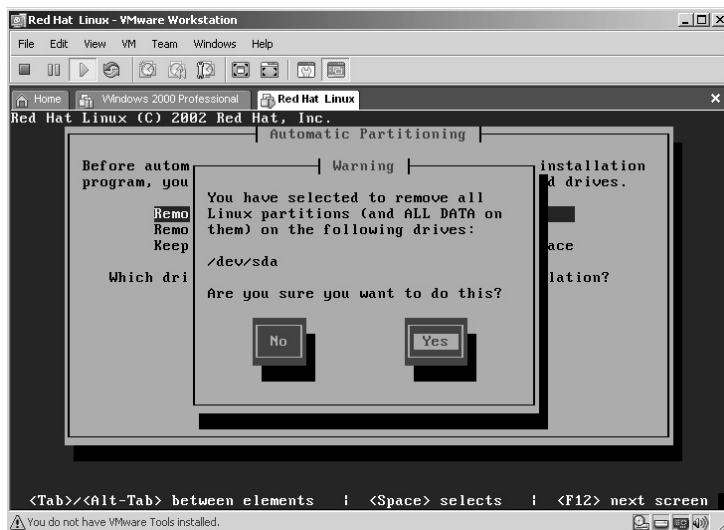 Red Hat Linux - VMware Workstation
File Edit View VM Team Windows Help
Home Windows 2000 Professional Red Hat Linux
Red Hat Linux (C) 2002 Red Hat, Inc.
Automatic Partitioning
Before autom installation
program, you d drives.
Remo
Remo
Keep ace
Which dri lation?
Warning
You have selected to remove all
Linux partitions (and ALL DATA on
them) on the following drives:
/dev/sda
Are you sure you want to do this?
No Yes
<Tab>/<Alt-Tab> between elements | <Space> selects | <F12> next screen
You do not have VMware Tools installed.